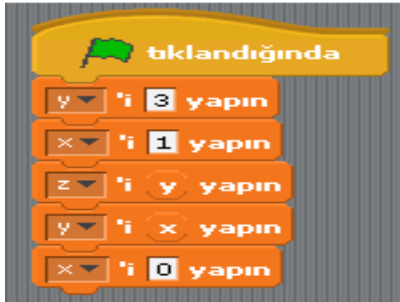 tıklandığında
y 'i 3 yapın
x 'i 1 yapın
z 'i y yapın
y 'i x yapın
x 'i 0 yapın